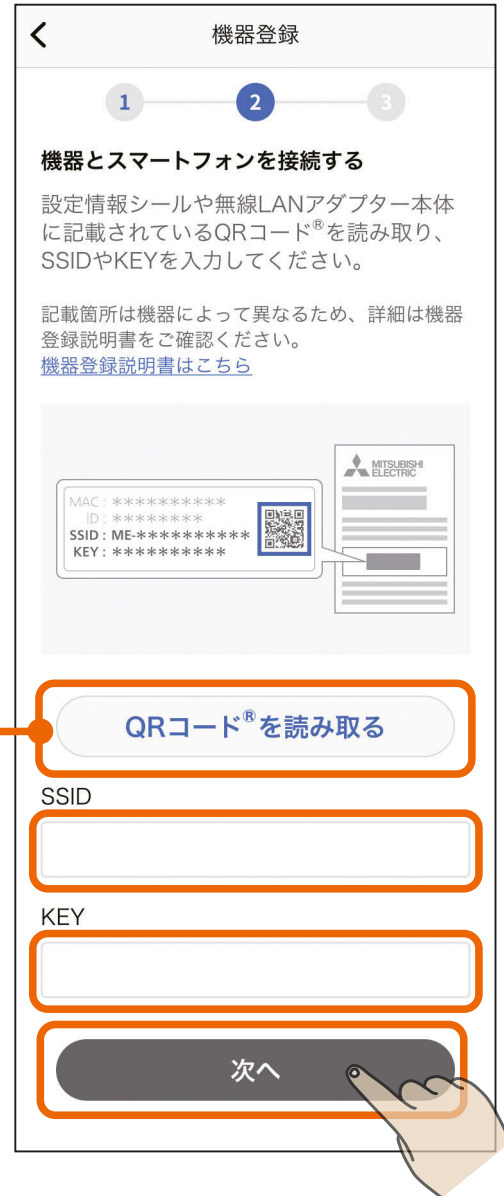 機器登録
1 2 3
機器とスマートフォンを接続する
設定情報シールや無線LANアダプター本体
に記載されているQRコード®を読み取り、
SSIDやKEYを入力してください。
記載箇所は機器によって異なるため、詳細は機器
登録説明書をご確認ください。
機器登録説明書はこちら
MITSUBISHI
ELECTRIC
MAC : **********
ID : ********
SSID : ME-**********
KEY : **********
QRコード®を読み取る
SSID
KEY
次へ